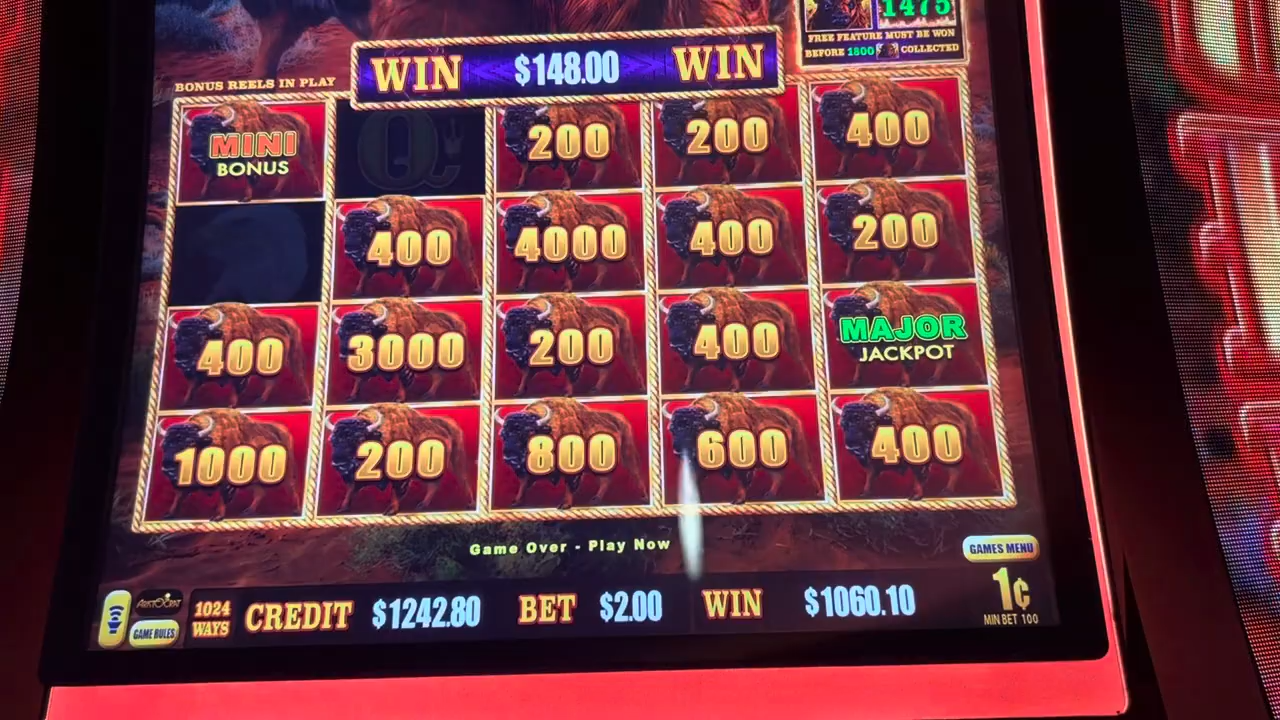 1475
FREE FEATURE MUST BE WON
BEFORE 1800 COLLECTED
BONUS REELS IN PLAY
WIN $148.00 WIN
MINI BONUS Q 200 200 400
400 4000 400 200
400 3000 200 400 MAJOR JACKPOT
1000 200 800 600 400
Game Over - Play Now
GAMES MENU
ARISTOCRAT
GAME RULES
1024 WAYS
CREDIT $1242.80 BET $2.00 WIN $1060.10
1¢
MIN BET 100